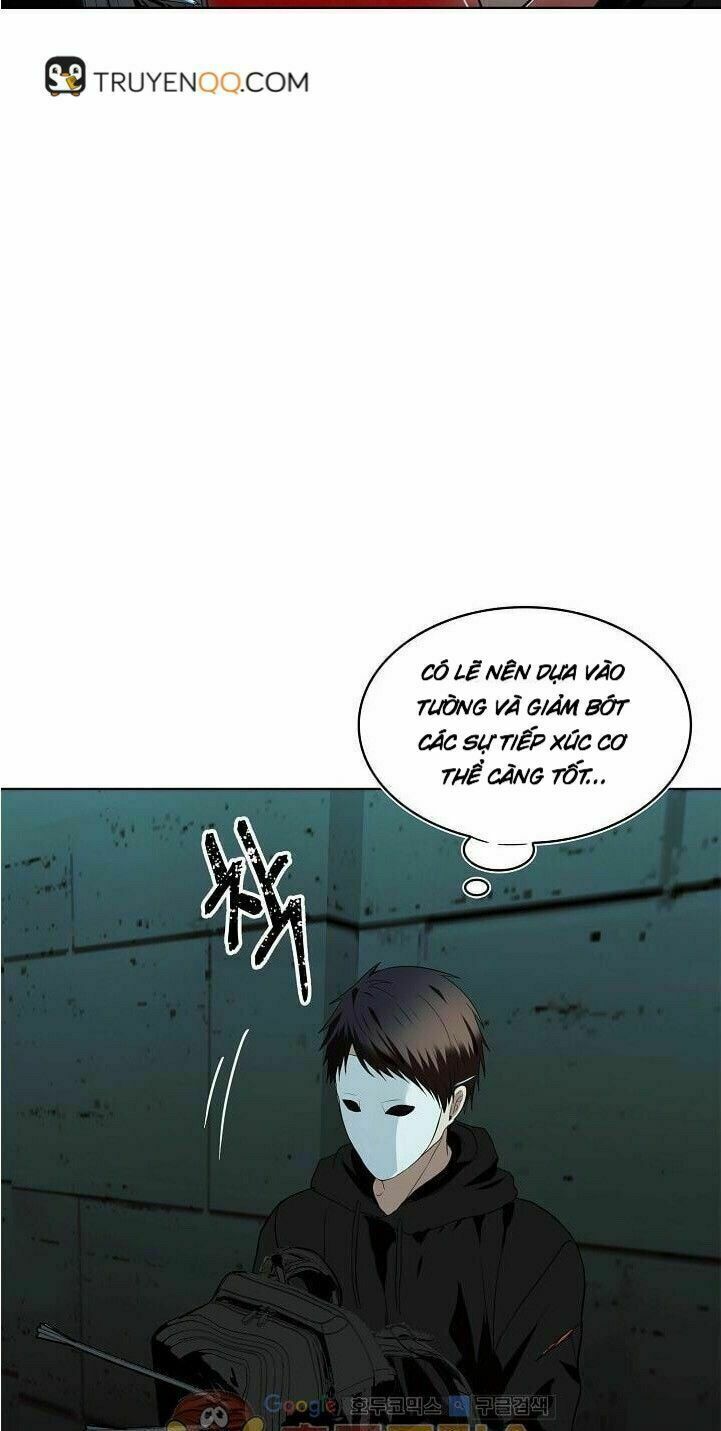 TRUYENQQ.COM
CÓ LẼ NÊN DỰA VÀO
TƯỜNG VÀ GIẢM BỚT
CÁC SỰ TIẾP XÚC CƠ
THỂ CÀNG TỐT...
Google 호두코믹스 구글검색